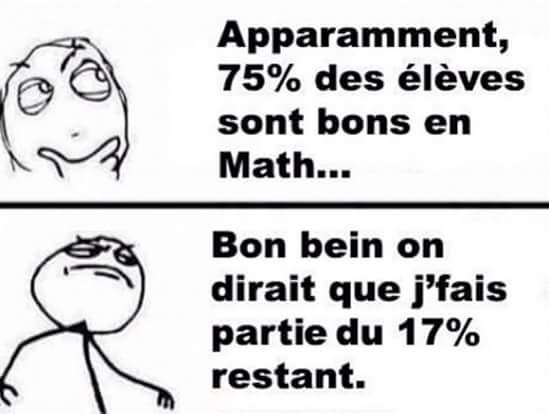 Apparamment,
75% des élèves
sont bons en
Math...
Bon bein on
dirait que j'fais
partie du 17%
restant.